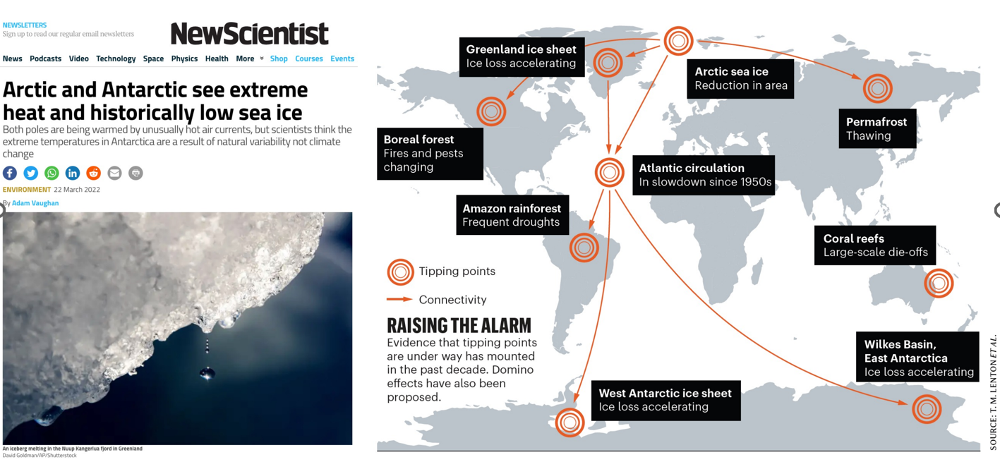 NEWSLETTERS
Sign up to read our regular email newsletters
NewScientist
News Podcasts Video Technology Space Physics Health More Shop Courses Events
Arctic and Antarctic see extreme
heat and historically low sea ice
Both poles are being warmed by unusually hot air currents, but scientists think the
extreme temperatures in Antarctica are a result of natural variability not climate
change
ENVIRONMENT 22 March 2022
By Adam Vaughan
An iceberg melting in the Nuup Kangerlua fjord in Greenland
David Goldman/AP/Shutterstock
Greenland ice sheet
Ice loss accelerating
Arctic sea ice
Reduction in area
Permafrost
Thawing
Boreal forest
Fires and pests
changing
Atlantic circulation
In slowdown since 1950s
Amazon rainforest
Frequent droughts
Coral reefs
Large-scale die-offs
Tipping points
Connectivity
RAISING THE ALARM
Evidence that tipping points
are under way has mounted
in the past decade. Domino
effects have also been
proposed.
Wilkes Basin,
East Antarctica
Ice loss accelerating
West Antarctic ice sheet
Ice loss accelerating
SOURCE: T. M. LENTON ET AL.